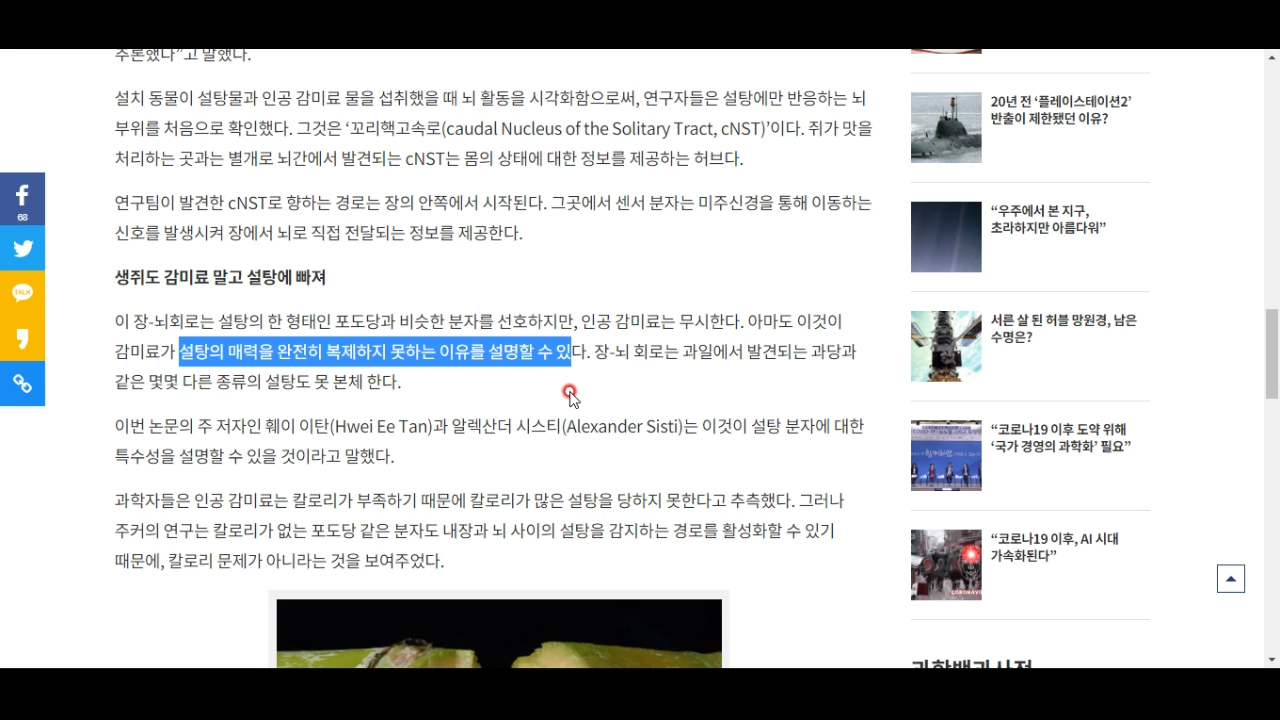 추론했다”고 말했다.
설치 동물이 설탕물과 인공 감미료 물을 섭취했을 때 뇌 활동을 시각화함으로써, 연구자들은 설탕에만 반응하는 뇌
부위를 처음으로 확인했다. 그것은 ‘꼬리핵고속로(caudal Nucleus of the Solitary Tract, cNST)’이다. 쥐가 맛을
처리하는 곳과는 별개로 뇌간에서 발견되는 cNST는 몸의 상태에 대한 정보를 제공하는 허브다.
연구팀이 발견한 cNST로 향하는 경로는 장의 안쪽에서 시작된다. 그곳에서 센서 분자는 미주신경을 통해 이동하는
신호를 발생시켜 장에서 뇌로 직접 전달되는 정보를 제공한다.
생쥐도 감미료 말고 설탕에 빠져
이 장-뇌회로는 설탕의 한 형태인 포도당과 비슷한 분자를 선호하지만, 인공 감미료는 무시한다. 아마도 이것이
감미료가 설탕의 매력을 완전히 복제하지 못하는 이유를 설명할 수 있다. 장-뇌 회로는 과일에서 발견되는 과당과
같은 몇몇 다른 종류의 설탕도 못 본체 한다.
이번 논문의 주 저자인 훼이 이탄(Hwei Ee Tan)과 알렉산더 시스티(Alexander Sisti)는 이것이 설탕 분자에 대한
특수성을 설명할 수 있을 것이라고 말했다.
과학자들은 인공 감미료는 칼로리가 부족하기 때문에 칼로리가 많은 설탕을 당하지 못한다고 추측했다. 그러나
주커의 연구는 칼로리가 없는 포도당 같은 분자도 내장과 뇌 사이의 설탕을 감지하는 경로를 활성화할 수 있기
때문에, 칼로리 문제가 아니라는 것을 보여주었다.
68
TALK
20년 전 ‘플레이스테이션2’
반출이 제한됐던 이유?
“우주에서 본 지구,
초라하지만 아름다워”
서른 살 된 허블 망원경, 남은
수명은?
“코로나19 이후 도약 위해
‘국가 경영의 과학화’ 필요”
“코로나19 이후, AI 시대
가속화된다”
과학백과사전